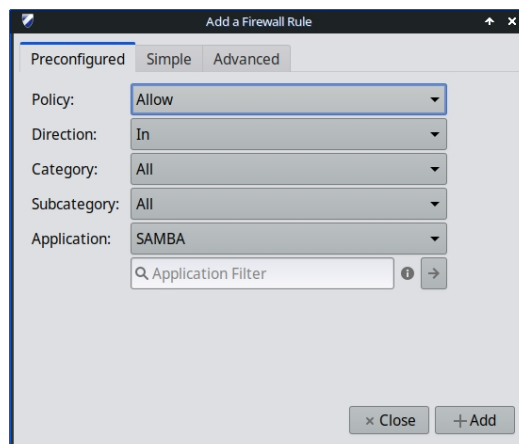 Add a Firewall Rule
Preconfigured Simple Advanced
Policy: Allow
Direction: In
Category: All
Subcategory: All
Application: SAMBA
Application Filter
Close Add